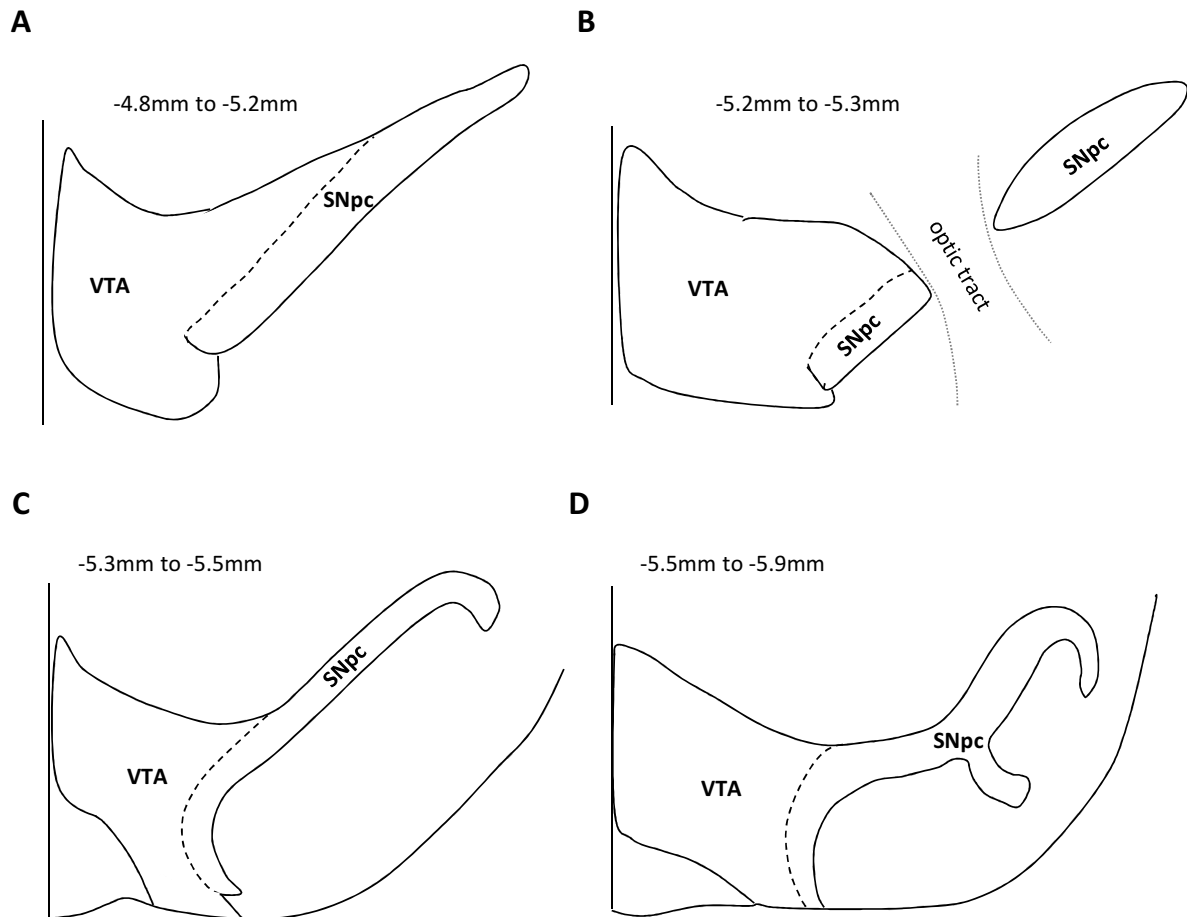 A
-4.8mm to -5.2mm
SNpc
VTA
B
-5.2mm to -5.3mm
SNpc
optic tract
VTA
SNpc
C
-5.3mm to -5.5mm
SNpc
VTA
D
-5.5mm to -5.9mm
SNpc
VTA